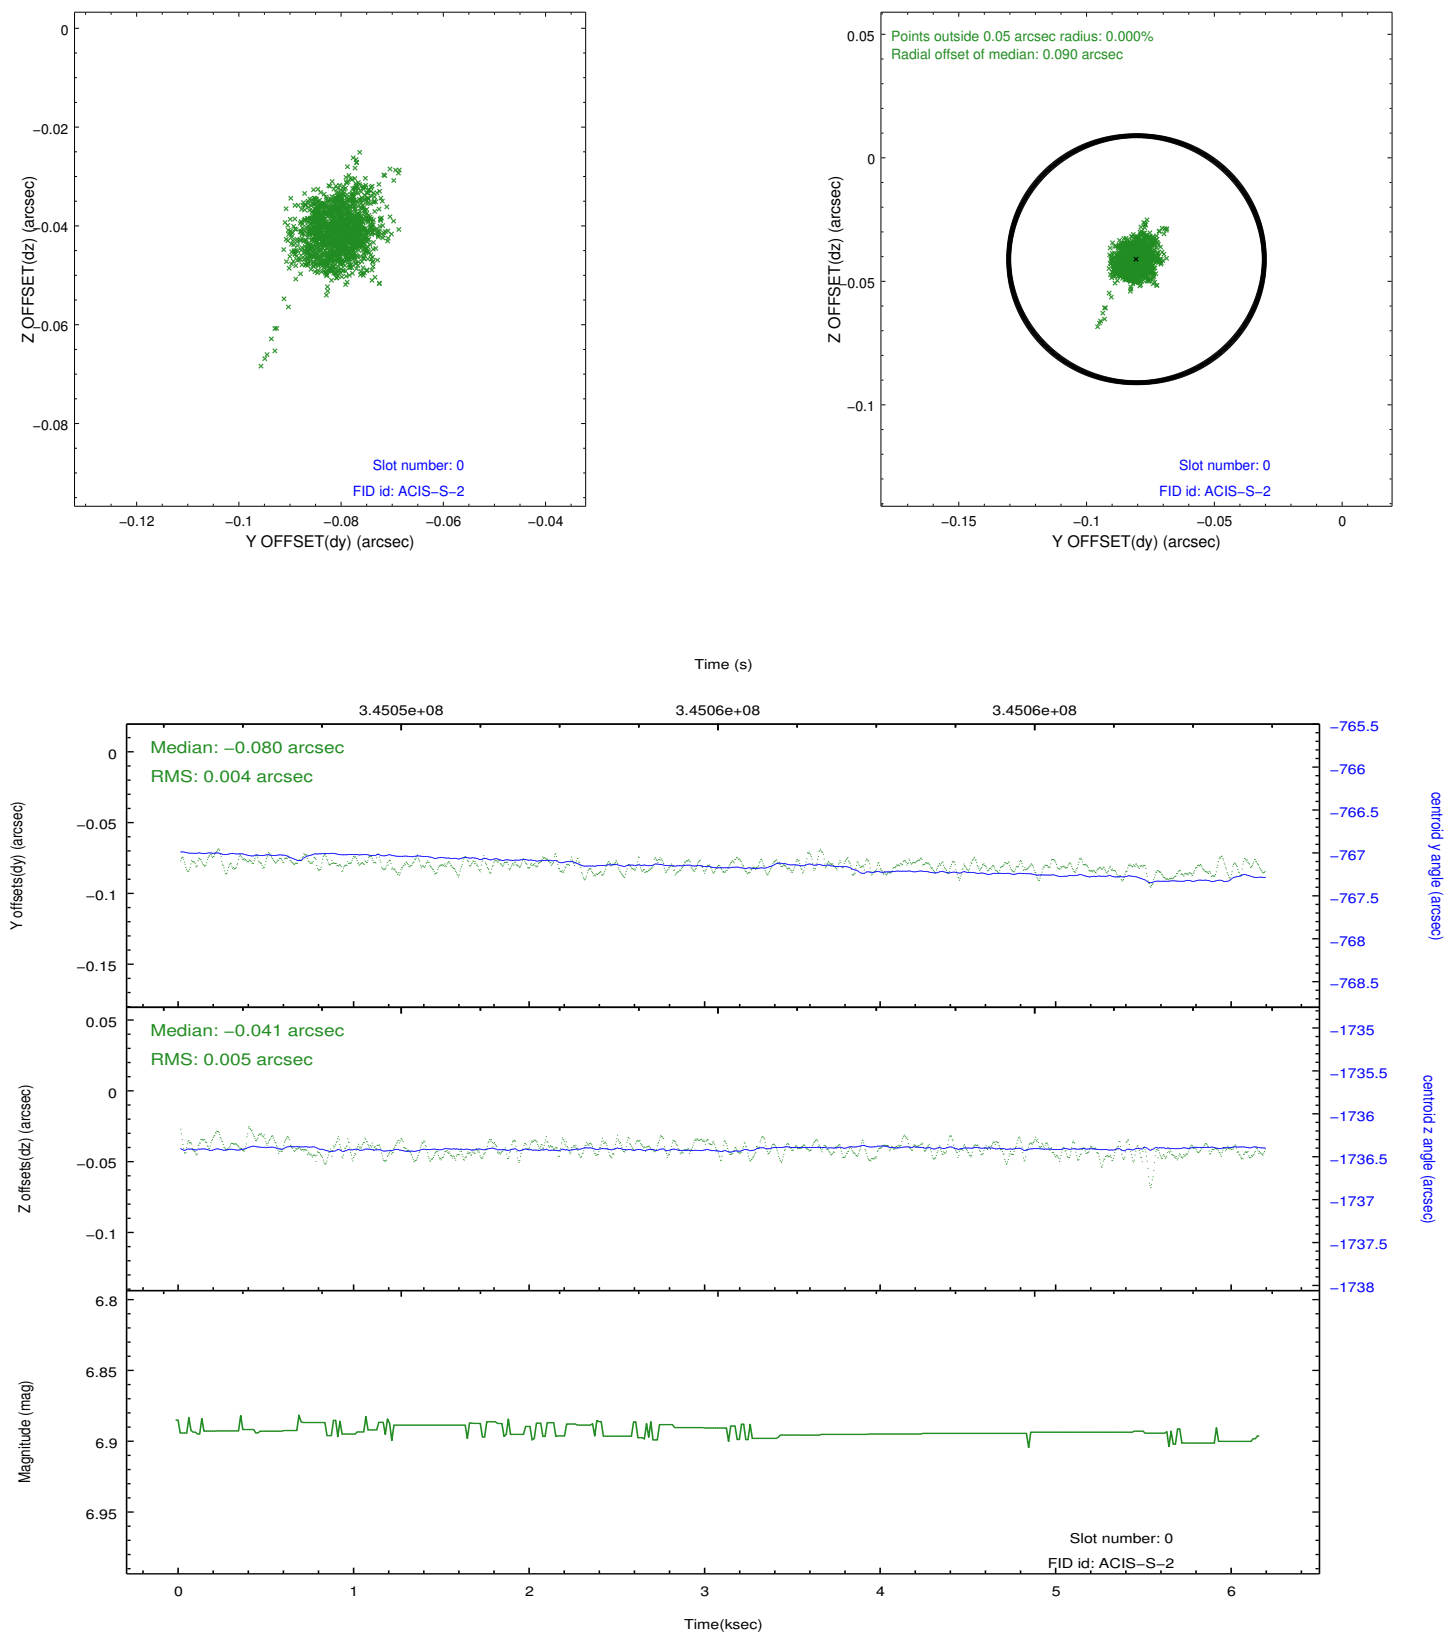 0
−0.02
−0.04
−0.06
−0.08
Z OFFSET(dz) (arcsec)
Slot number: 0
FID id: ACIS−S−2
−0.12 −0.1 −0.08 −0.06 −0.04
Y OFFSET(dy) (arcsec)
Points outside 0.05 arcsec radius: 0.000%
Radial offset of median: 0.090 arcsec
0.05
0
−0.05
−0.1
Z OFFSET(dz) (arcsec)
Slot number: 0
FID id: ACIS−S−2
−0.15 −0.1 −0.05 0
Y OFFSET(dy) (arcsec)
Time (s)
3.4505e+08 3.4506e+08 3.4506e+08
Median: −0.080 arcsec
RMS: 0.004 arcsec
0
−0.05
−0.1
−0.15
Y offsets(dy) (arcsec)
−765.5
−766
−766.5
−767
−767.5
−768
−768.5
centroid y angle (arcsec)
Median: −0.041 arcsec
RMS: 0.005 arcsec
0.05
0
−0.05
−0.1
Z offsets(dz) (arcsec)
−1735
−1735.5
−1736
−1736.5
−1737
−1737.5
−1738
centroid z angle (arcsec)
6.8
6.85
6.9
6.95
Magnitude (mag)
Slot number: 0
FID id: ACIS−S−2
0 1 2 3 4 5 6
Time(ksec)